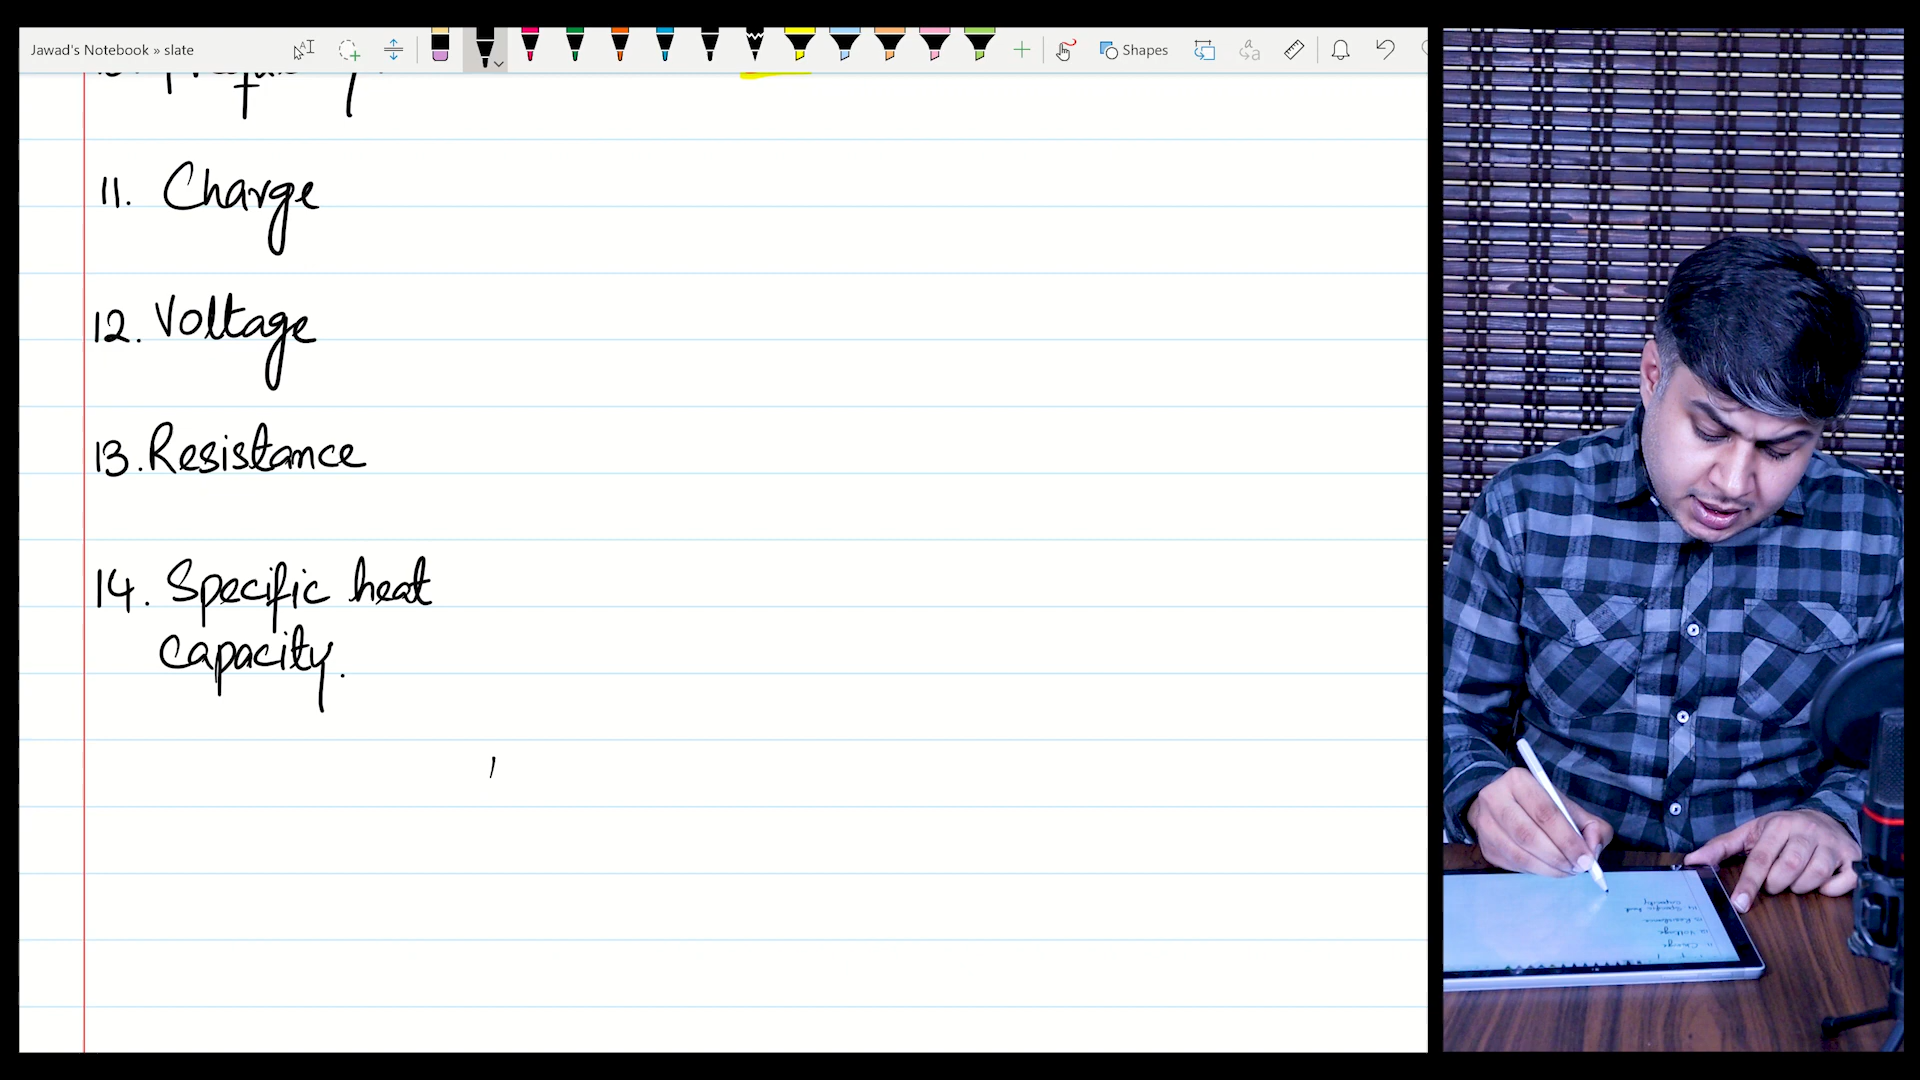 Jawad's Notebook » slate
Shapes
11. Charge
12. Voltage
13. Resistance
14. Specific heat
capacity.